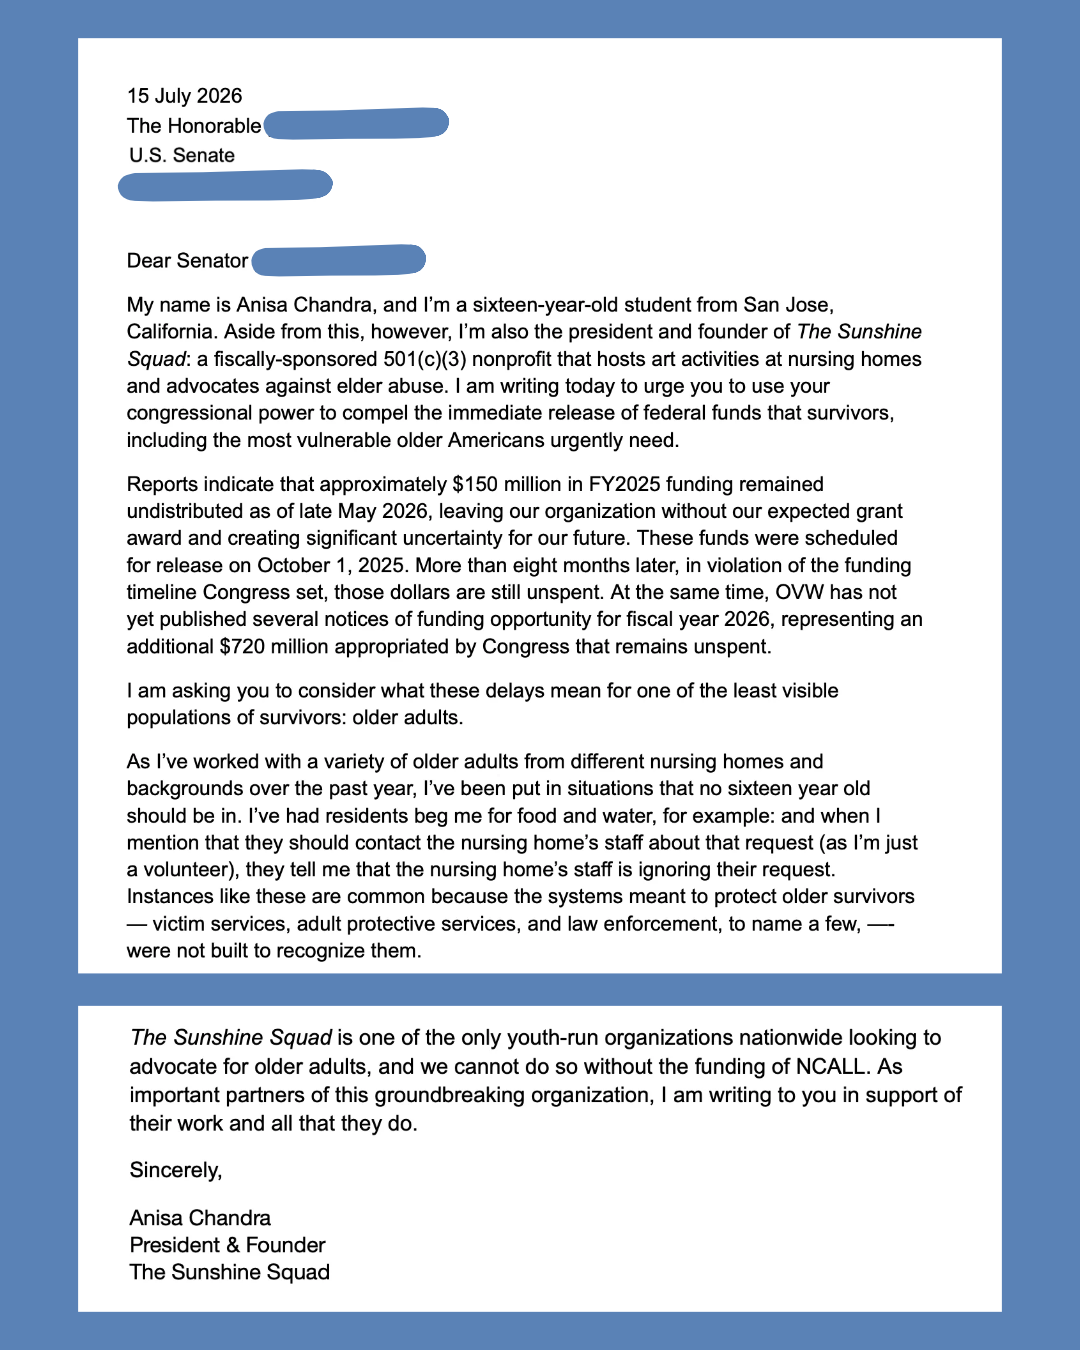 15 July 2026
The Honorable
U.S. Senate
Dear Senator
My name is Anisa Chandra, and I’m a sixteen-year-old student from San Jose,
California. Aside from this, however, I’m also the president and founder of The Sunshine
Squad: a fiscally-sponsored 501(c)(3) nonprofit that hosts art activities at nursing homes
and advocates against elder abuse. I am writing today to urge you to use your
congressional power to compel the immediate release of federal funds that survivors,
including the most vulnerable older Americans urgently need.
Reports indicate that approximately $150 million in FY2025 funding remained
undistributed as of late May 2026, leaving our organization without our expected grant
award and creating significant uncertainty for our future. These funds were scheduled
for release on October 1, 2025. More than eight months later, in violation of the funding
timeline Congress set, those dollars are still unspent. At the same time, OVW has not
yet published several notices of funding opportunity for fiscal year 2026, representing an
additional $720 million appropriated by Congress that remains unspent.
I am asking you to consider what these delays mean for one of the least visible
populations of survivors: older adults.
As I’ve worked with a variety of older adults from different nursing homes and
backgrounds over the past year, I’ve been put in situations that no sixteen year old
should be in. I’ve had residents beg me for food and water, for example: and when I
mention that they should contact the nursing home’s staff about that request (as I’m just
a volunteer), they tell me that the nursing home’s staff is ignoring their request.
Instances like these are common because the systems meant to protect older survivors
— victim services, adult protective services, and law enforcement, to name a few, —-
were not built to recognize them.
The Sunshine Squad is one of the only youth-run organizations nationwide looking to
advocate for older adults, and we cannot do so without the funding of NCALL. As
important partners of this groundbreaking organization, I am writing to you in support of
their work and all that they do.
Sincerely,
Anisa Chandra
President & Founder
The Sunshine Squad